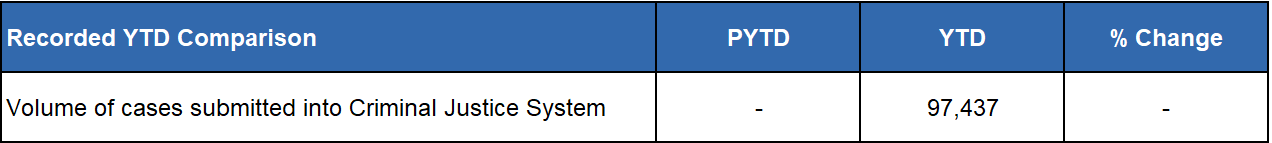 Recorded YTD Comparison PYTD YTD % Change
Volume of cases submitted into Criminal Justice System - 97,437 -